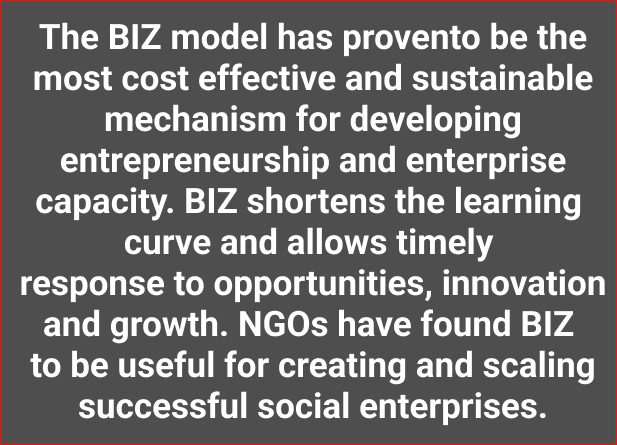 The BIZ model has provento be the
most cost effective and sustainable
mechanism for developing
entrepreneurship and enterprise
capacity. BIZ shortens the learning
curve and allows timely
response to opportunities, innovation
and growth. NGOs have found BIZ
to be useful for creating and scaling
successful social enterprises.